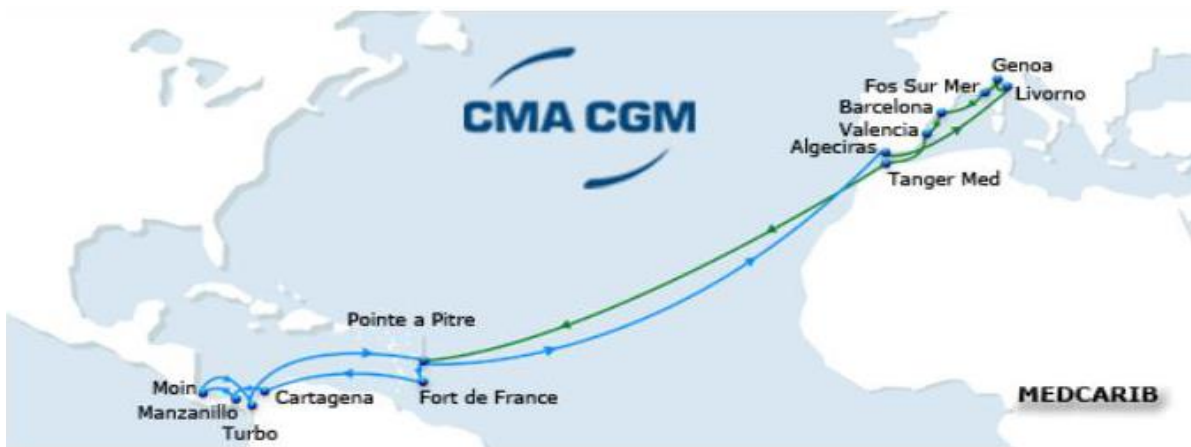 Genoa
CMA CGM
Fos Sur Mer
Livorno
Barcelona
Valencia
Algeciras
Tanger Med
Pointe a Pitre
Moin
Cartagena
Fort de France
MEDCARIB
Manzanillo
Turbo